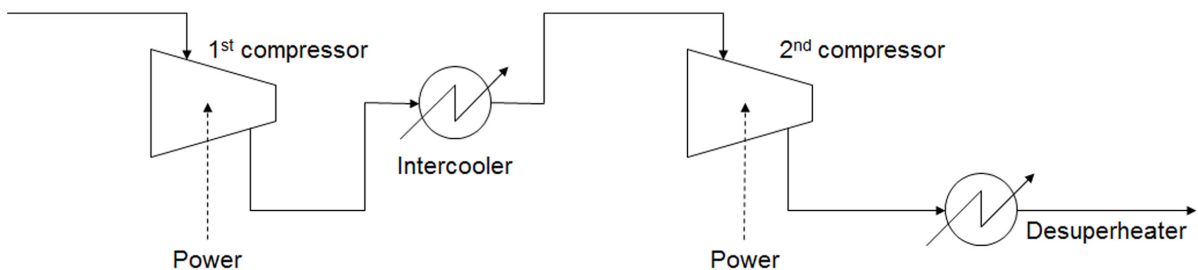 1st compressor
2nd compressor
Intercooler
Desuperheater
Power
Power